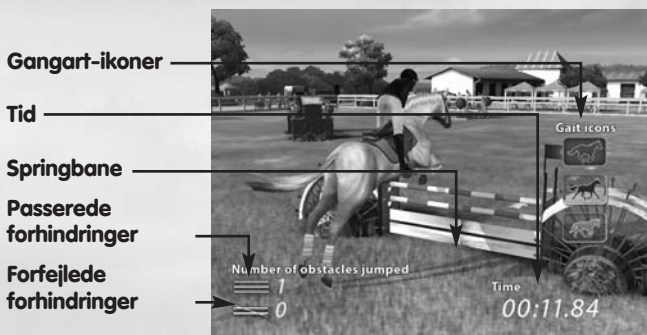 Gangart-ikoner
Tid
Springbane
Passerede
forhindringer
Forfejlede
forhindringer
Gait icons
Number of obstacles jumped
1
0
Time
00:11.84